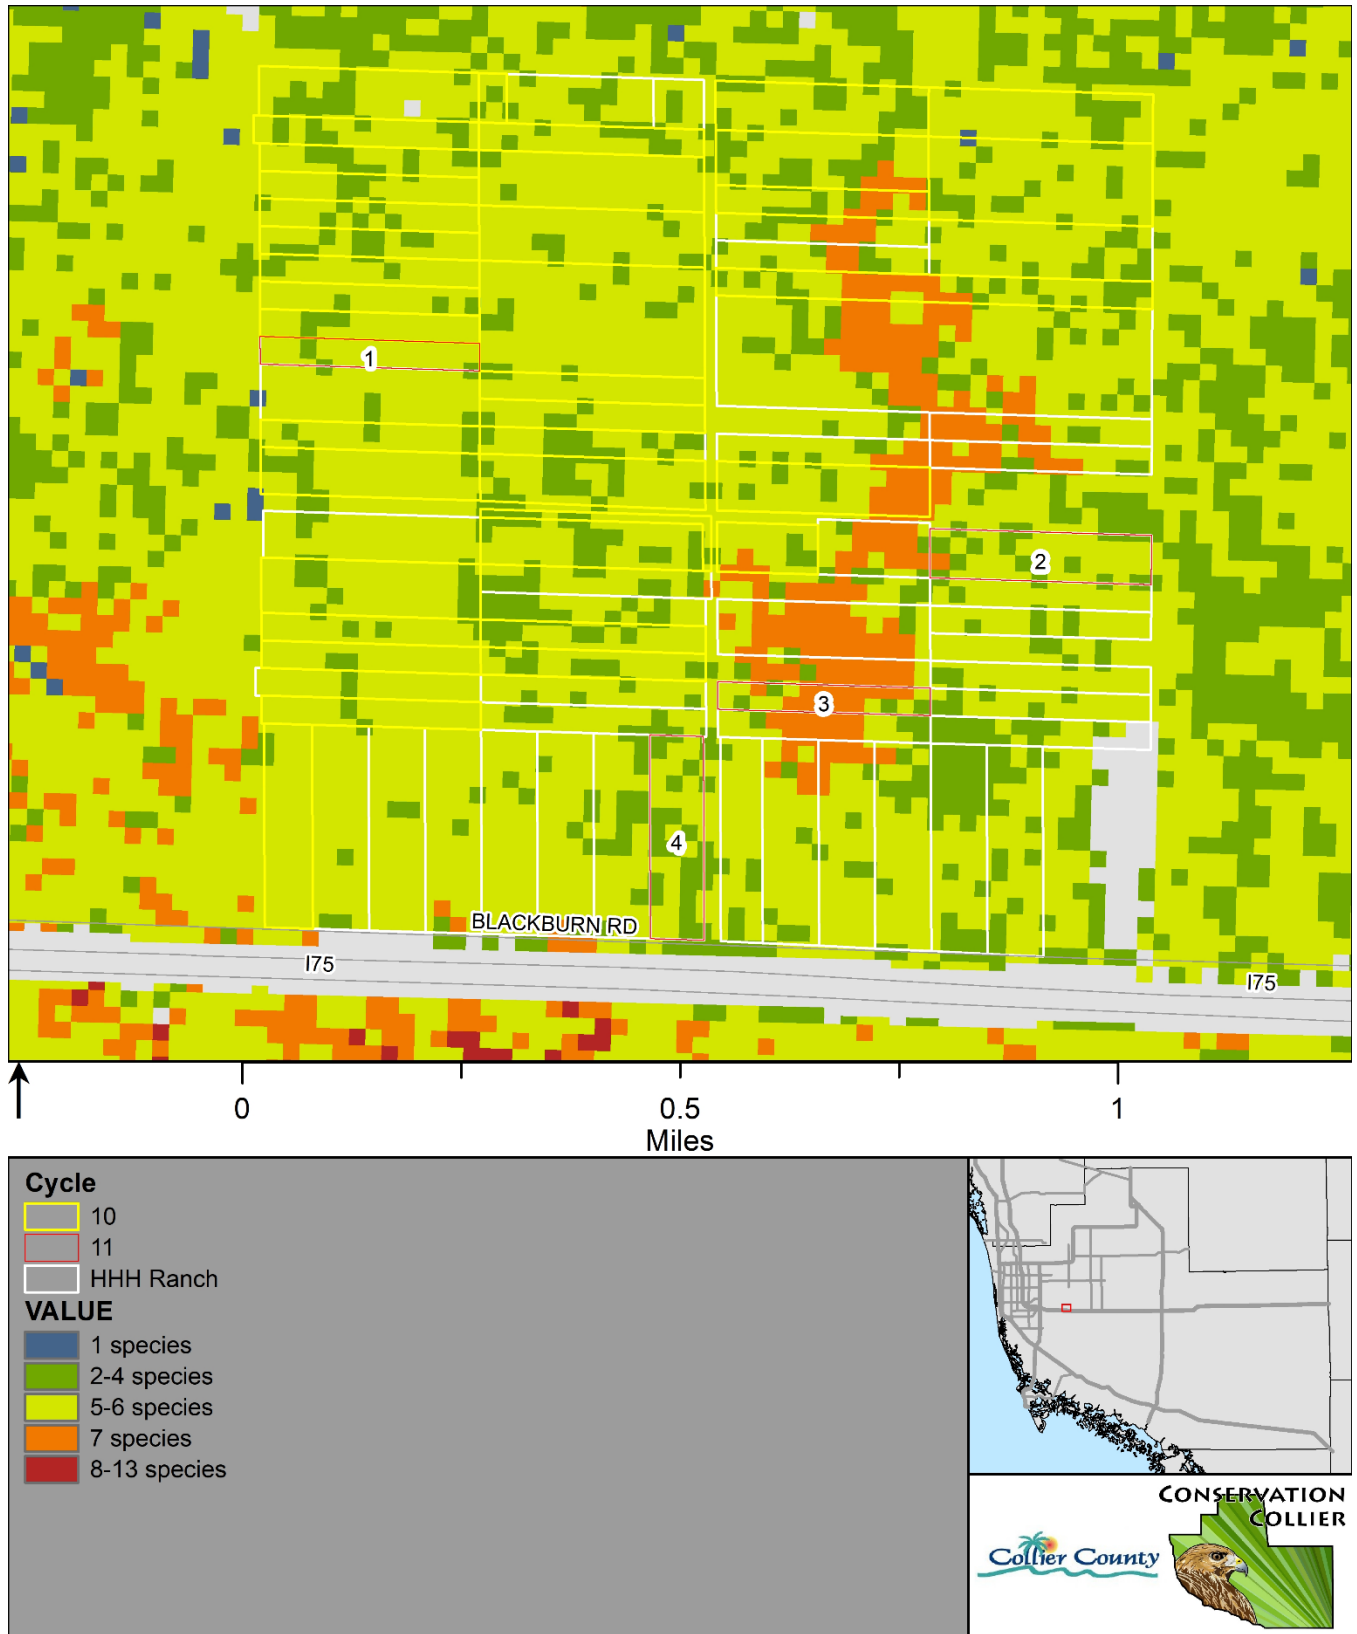 1
2
3
4
BLACKBURN RD
I75
I75
0
0.5
1
Miles
Cycle
10
11
HHH Ranch
VALUE
1 species
2-4 species
5-6 species
7 species
8-13 species
CONSERVATION
COLLIER
Collier County